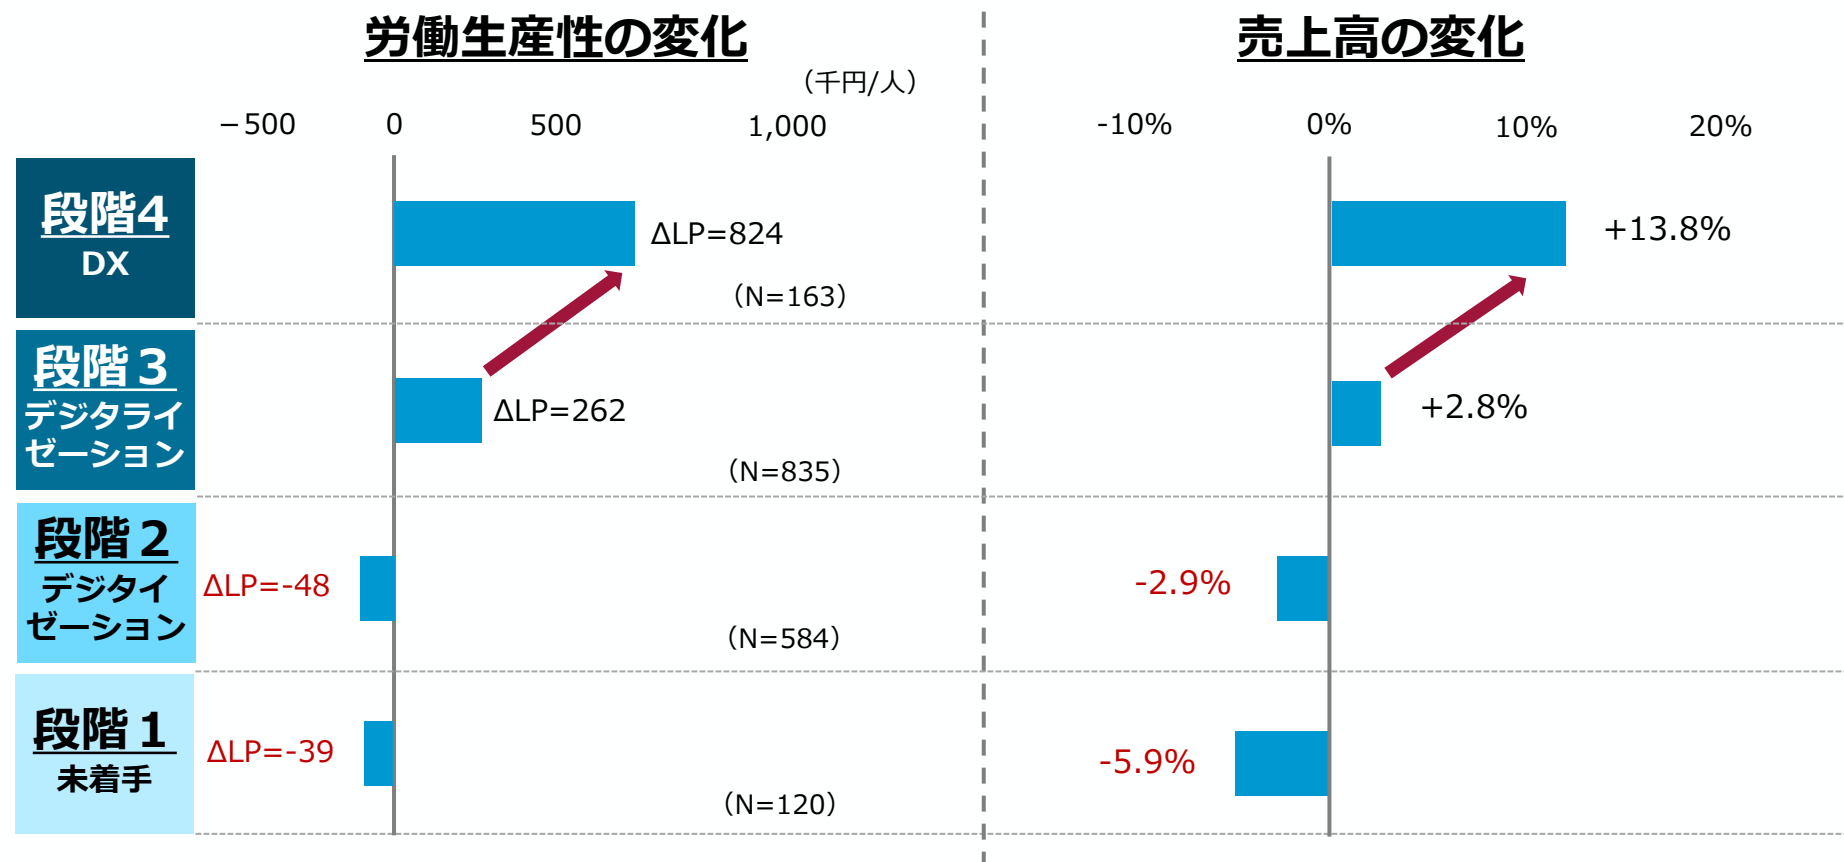 労働生産性の変化
（千円/人）
－500 0 500 1,000
段階4
DX
ΔLP=824
（N=163）
段階３
デジタライ
ゼーション
ΔLP=262
（N=835）
段階２
デジタイ
ゼーション
ΔLP=-48
（N=584）
段階１
未着手
ΔLP=-39
（N=120）
売上高の変化
-10% 0% 10% 20%
+13.8%
+2.8%
-2.9%
-5.9%